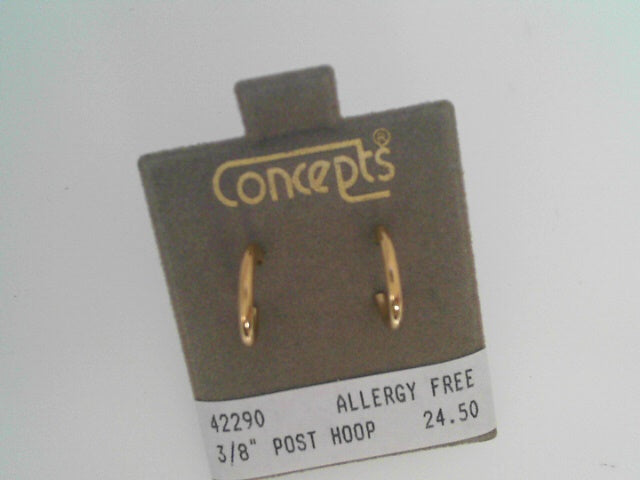 Concepts®
42290 ALLERGY FREE
3/8" POST HOOP 24.50